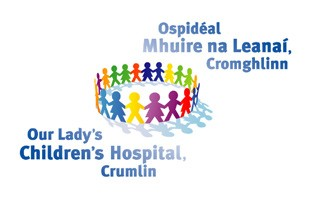 Ospidéal
Mhuire na Leanaí,
Cromghlinn
Our Lady's
Children's Hospital,
Crumlin